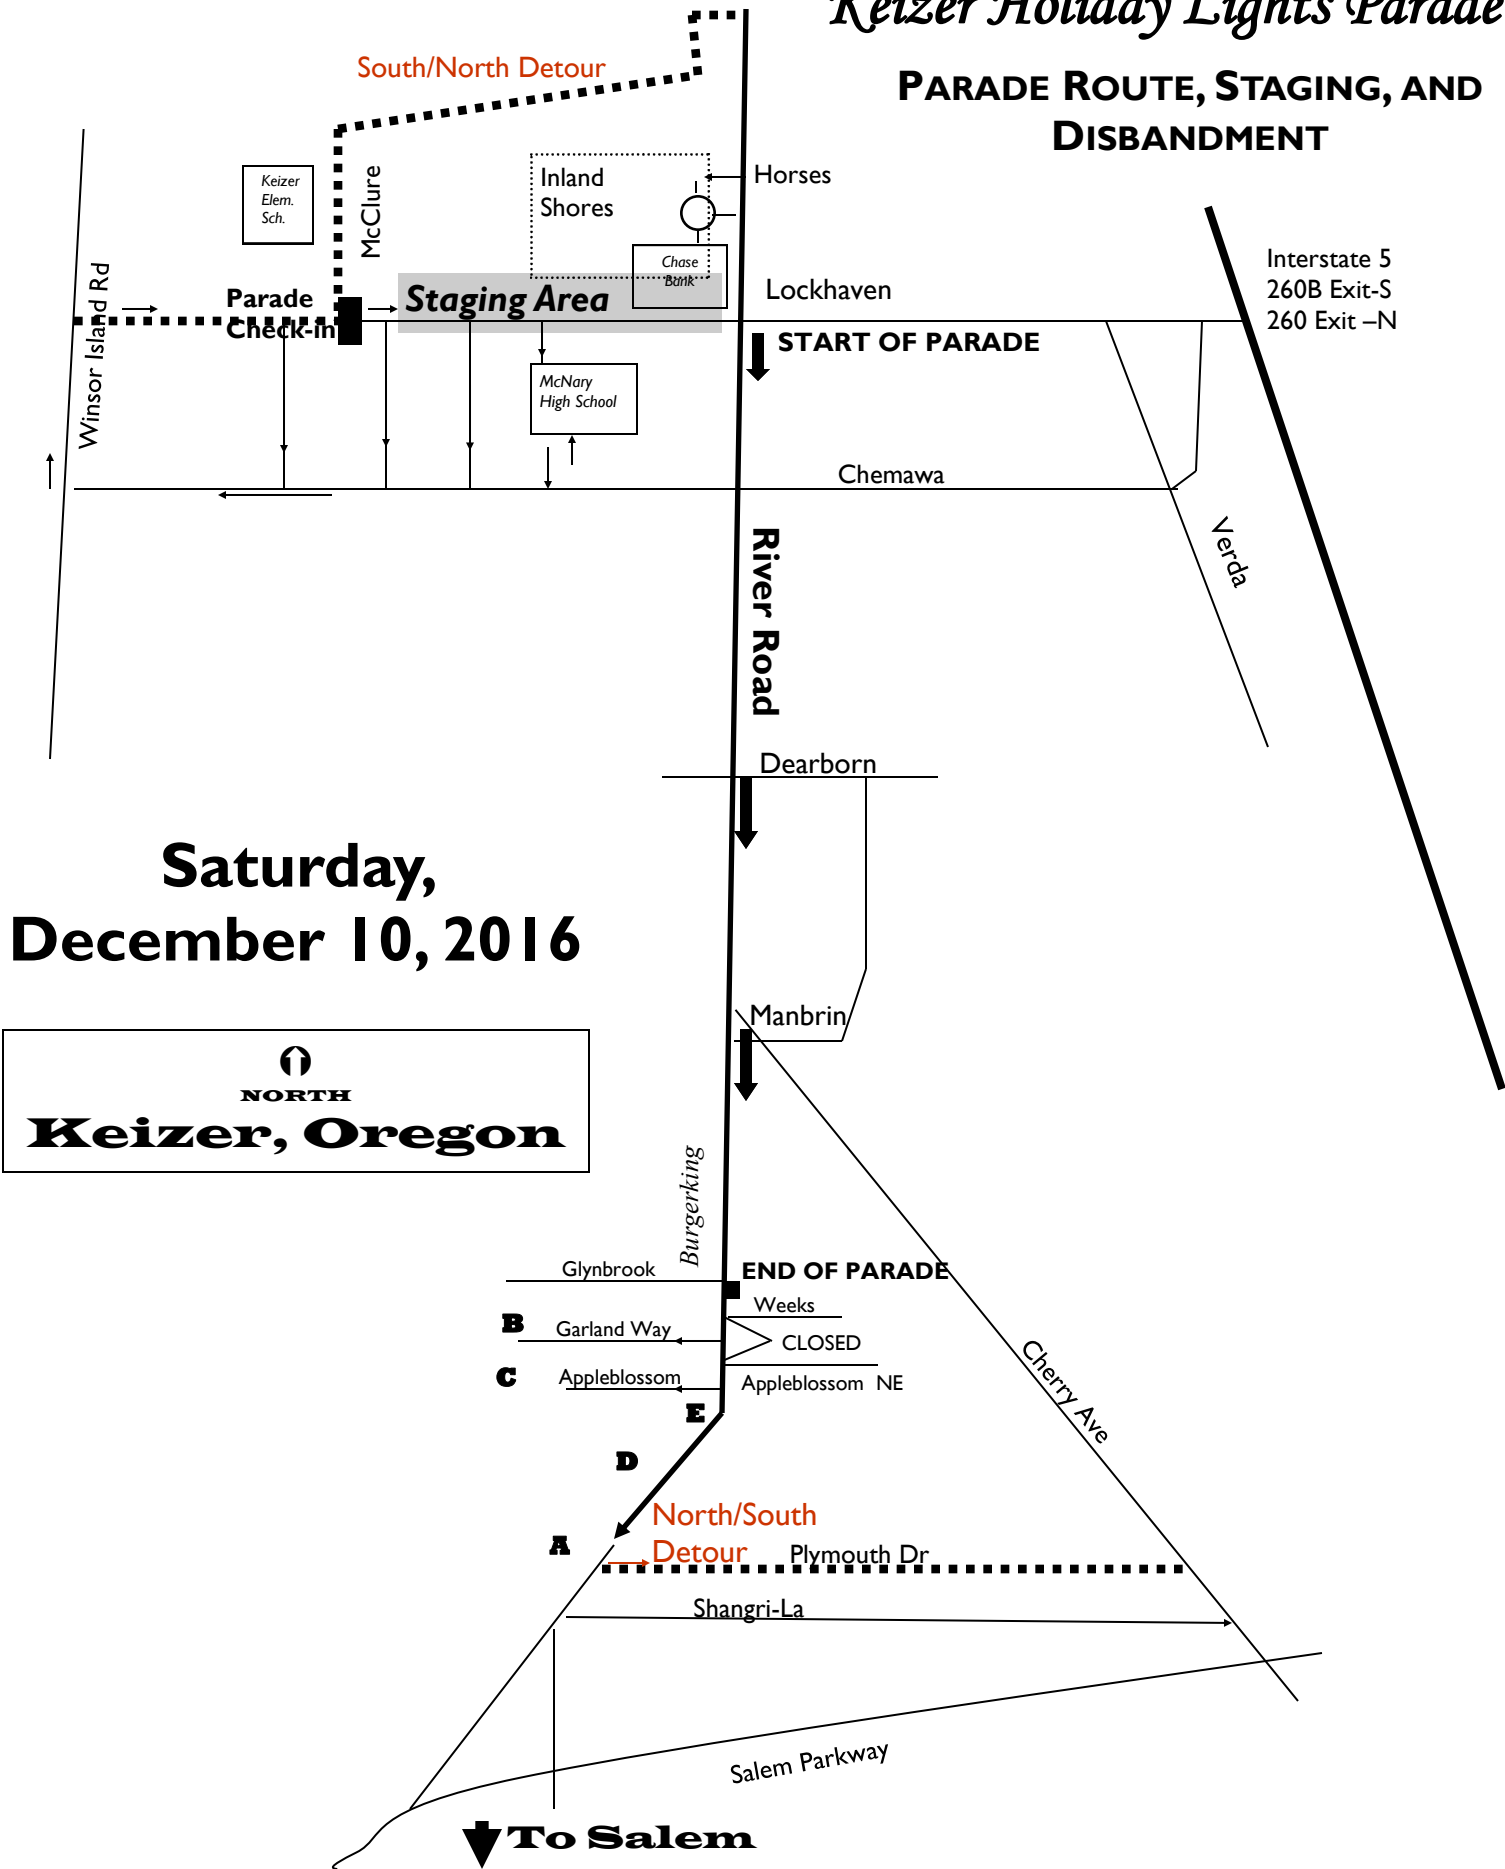 Keizer Holiday Lights Parade
PARADE ROUTE, STAGING, AND
DISBANDMENT
South/North Detour
Keizer
Elem.
Sch.
McClure
Inland
Shores
Horses
Chase
Bank
Interstate 5
260B Exit-S
260 Exit –N
Winsor Island Rd
Parade
Check-in
Staging Area
Lockhaven
START OF PARADE
McNary
High School
Chemawa
Verda
River Road
Dearborn
Saturday,
December 10, 2016
Manbrin
NORTH
Keizer, Oregon
Burgerking
Glynbrook
END OF PARADE
Weeks
B
Garland Way
CLOSED
C
Appleblossom
Appleblossom NE
Cherry Ave
E
D
A
North/South
Detour
Plymouth Dr
Shangri-La
Salem Parkway
To Salem